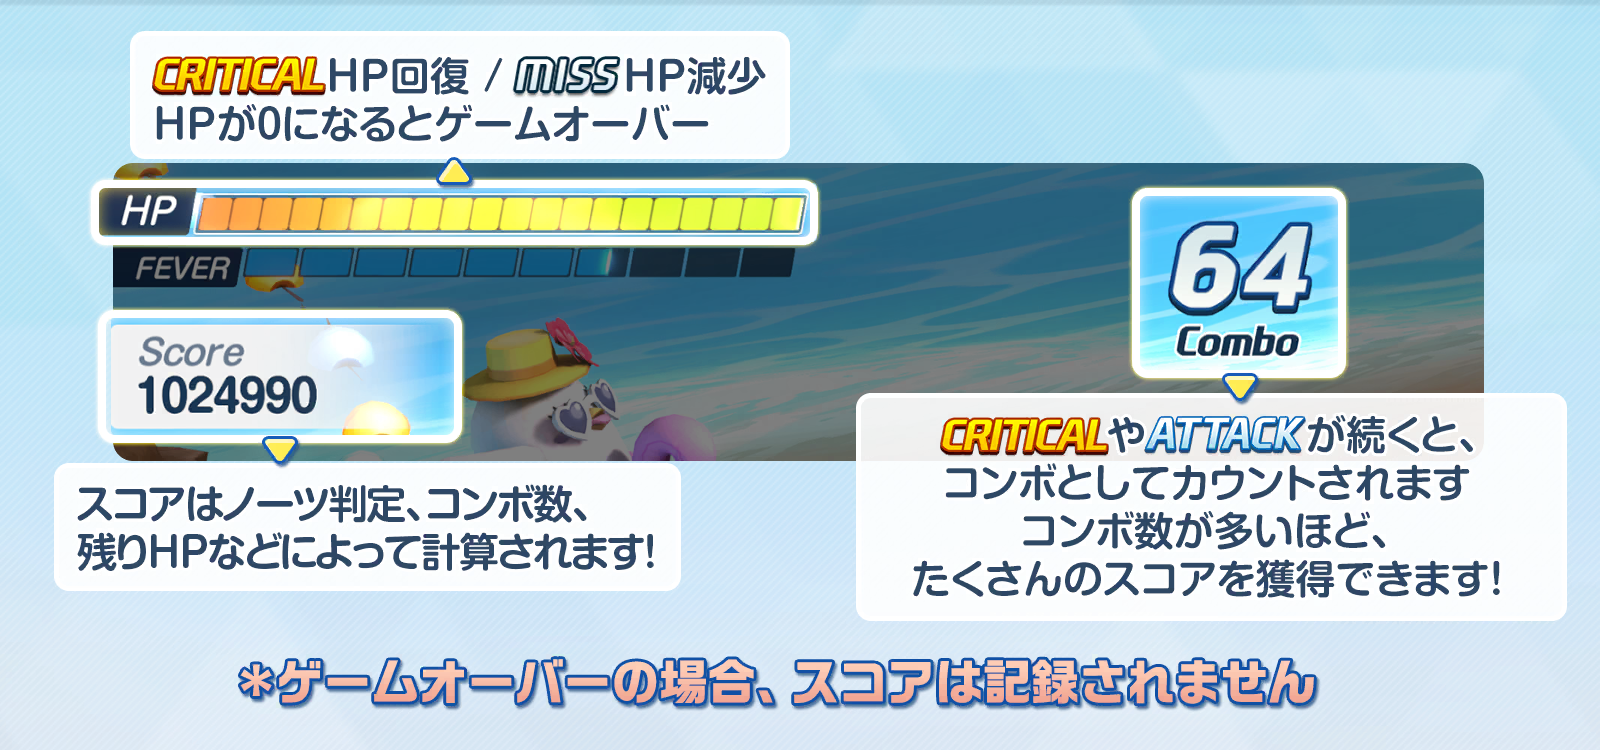 CRITICAL HP回復 / MISS HP減少
HPが0になるとゲームオーバー
HP
FEVER
Score
1024990
64
Combo
スコアはノーツ判定、コンボ数、
残りHPなどによって計算されます!
CRITICALやATTACKが続くと、
コンボとしてカウントされます
コンボ数が多いほど、
たくさんのスコアを獲得できます!
＊ゲームオーバーの場合、スコアは記録されません